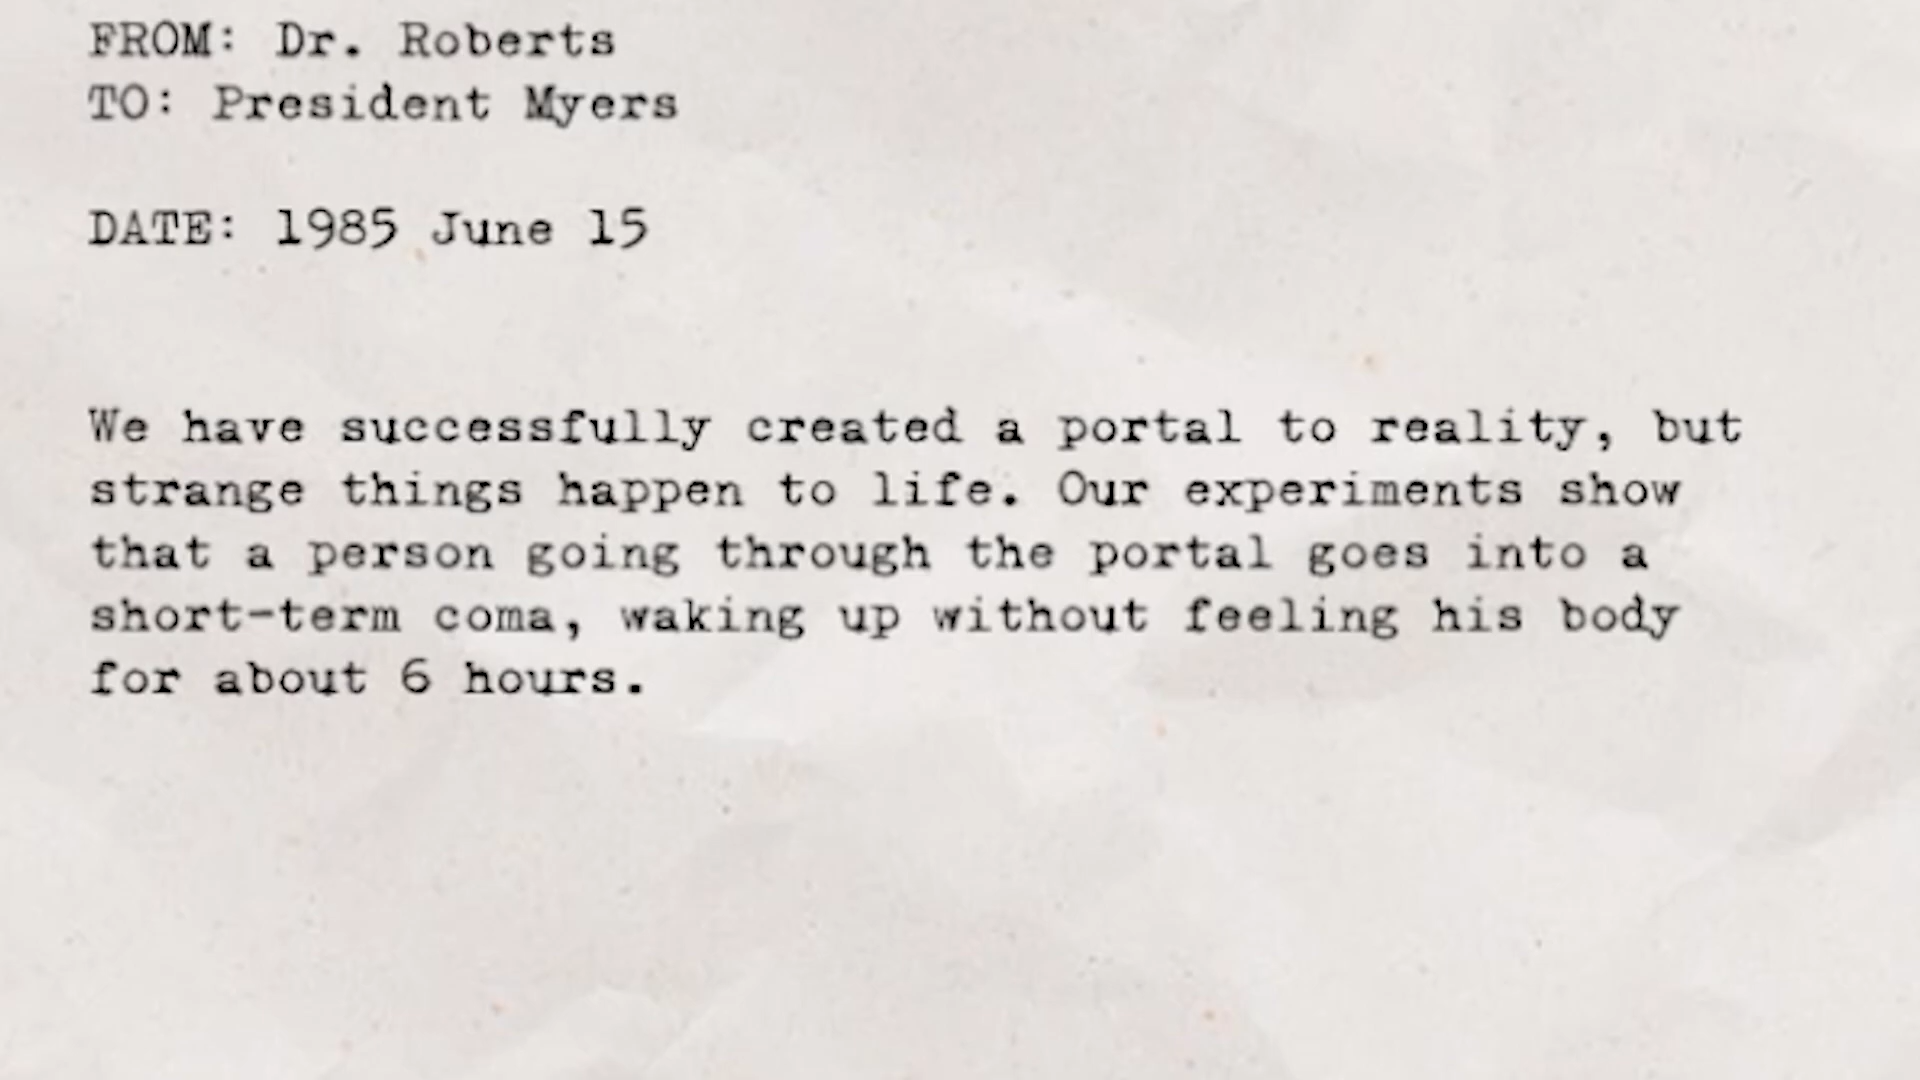 FROM: Dr. Roberts
TO: President Myers
DATE: 1985 June 15
We have successfully created a portal to reality, but
strange things happen to life. Our experiments show
that a person going through the portal goes into a
short-term coma, waking up without feeling his body
for about 6 hours.